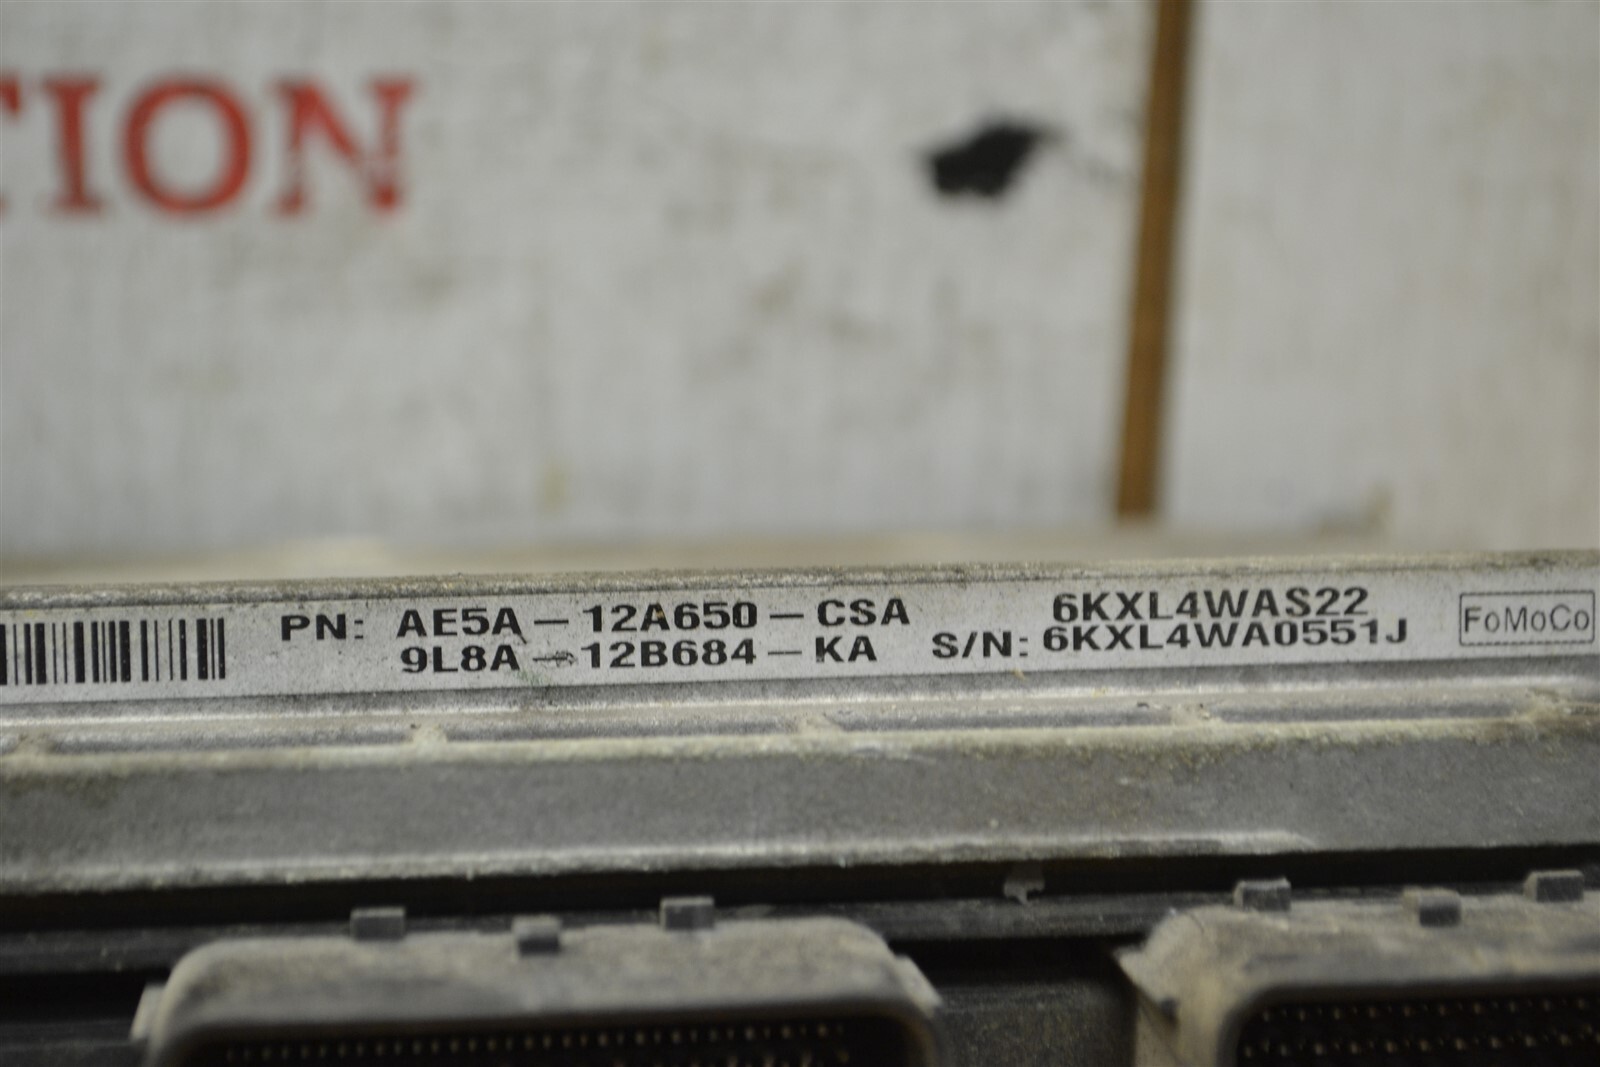 TION
PN: AE5A-12A650-CSA 6KXL4WAS22
9L8A-12B684-KA S/N: 6KXL4WA0551J
FoMoCo